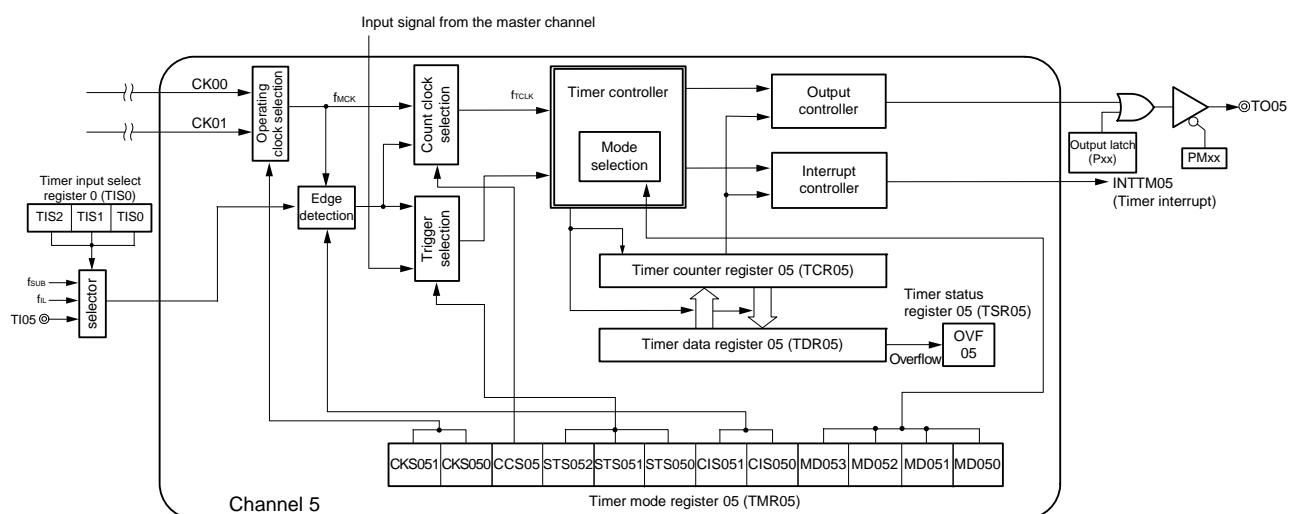 Input signal from the master channel
CK00
CK01
Operating
clock selection
fMCK
Count clock
selection
fTCLK
Timer controller
Mode
selection
Output
controller
Interrupt
controller
Output latch
(Pxx)
PMxx
TO05
INTTM05
(Timer interrupt)
Timer input select
register 0 (TIS0)
TIS2 TIS1 TIS0
Edge
detection
Trigger
selection
fSUB
fIL
TI05
selector
Timer counter register 05 (TCR05)
Timer data register 05 (TDR05)
Timer status
register 05 (TSR05)
OVF
05
Overflow
CKS051 CKS050 CCS05 STS052 STS051 STS050 CIS051 CIS050 MD053 MD052 MD051 MD050
Timer mode register 05 (TMR05)
Channel 5